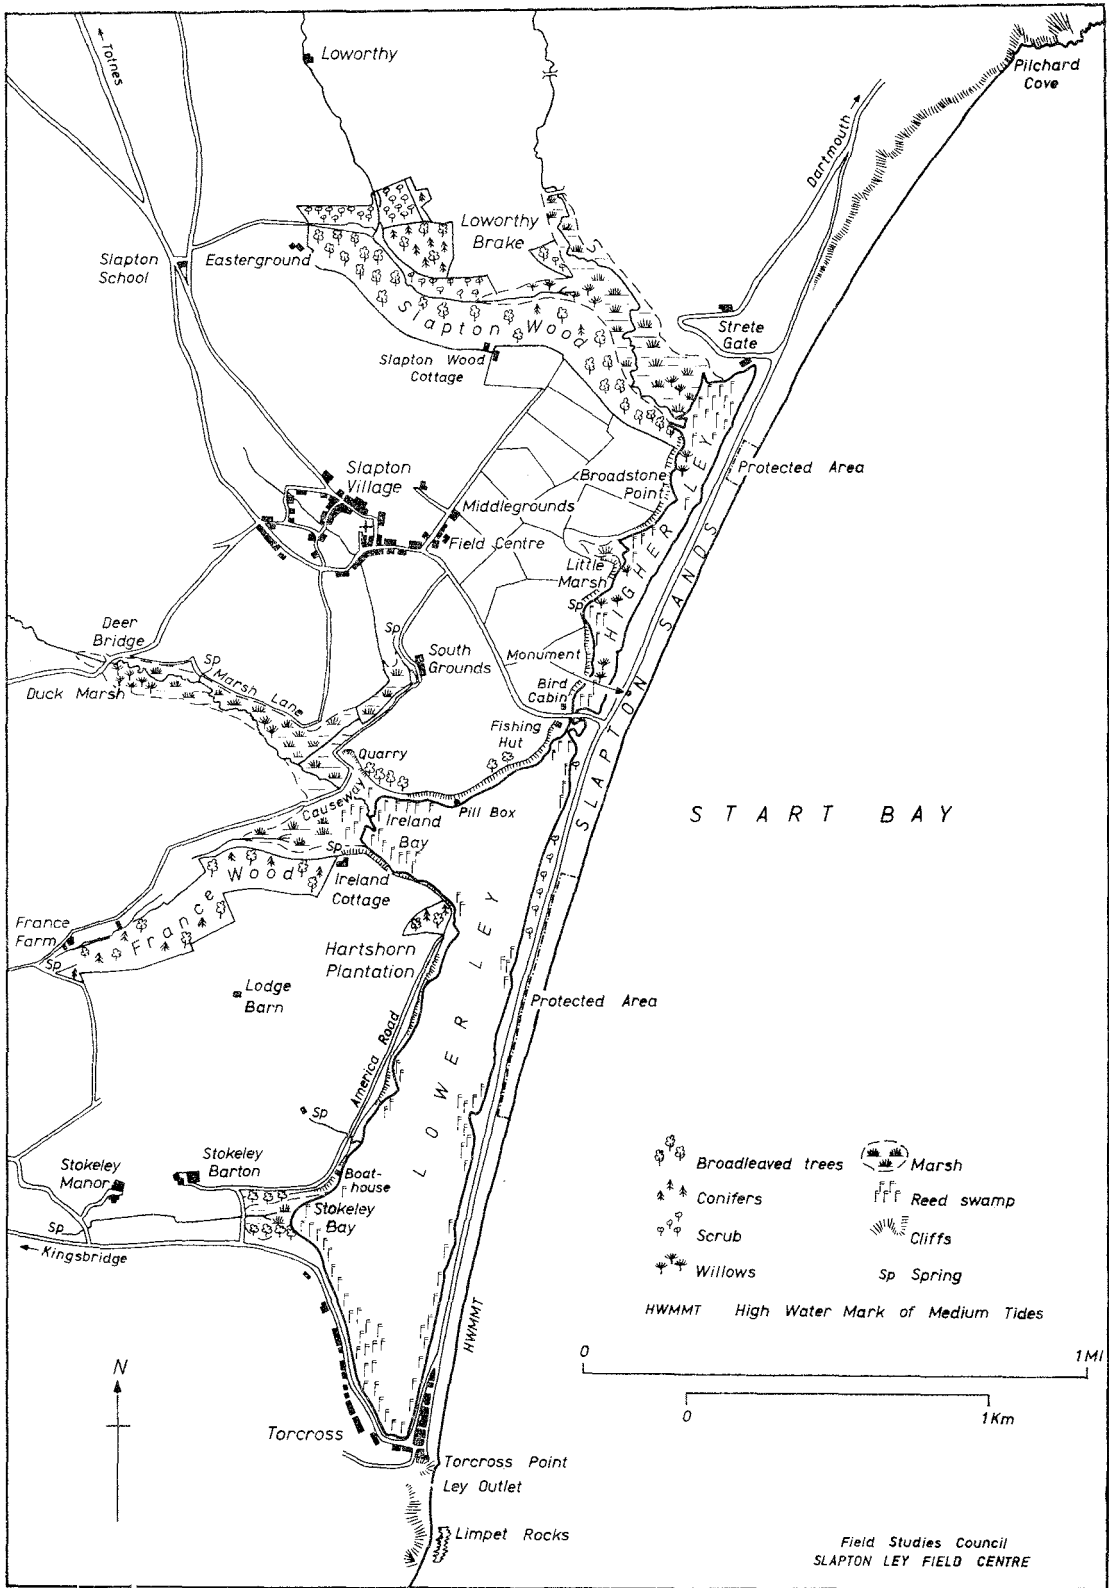 Totnes
Loworthy
Pilchard
Cove
Dartmouth
Loworthy
Brake
Slapton
School
Easterground
Slapton Wood
Strete
Gate
Slapton Wood
Cottage
Slapton
Village
Broadstone
Point
Protected Area
Middlegrounds
Field Centre
HIGHER LEY
Little
Marsh
Sp
SLAPTON SANDS
Deer
Bridge
Sp
Sp
South
Grounds
Monument
Marsh Lane
Duck Marsh
Bird
Cabin
Fishing
Hut
Quarry
Causeway
Pill Box
START BAY
Ireland
Bay
Sp
France Wood
Ireland
Cottage
France
Farm
Sp
Hartshorn
Plantation
Lodge
Barn
LOWER LEY
Protected Area
America Road
Sp
Stokeley
Manor
Stokeley
Barton
Boat-
house
Stokeley
Bay
Sp
Kingsbridge
Broadleaved trees
Marsh
Conifers
Reed swamp
Scrub
Cliffs
Willows
Sp Spring
HWMMT High Water Mark of Medium Tides
HWMMT
0 1Ml
0 1Km
N
Torcross
Torcross Point
Ley Outlet
Limpet Rocks
Field Studies Council
SLAPTON LEY FIELD CENTRE